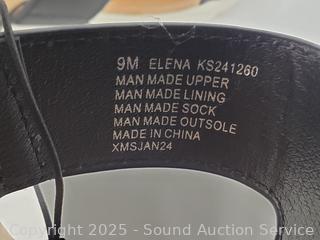 9M ELENA KS241260
MAN MADE UPPER
MAN MADE LINING
MAN MADE SOCK
MAN MADE OUTSOLE
MADE IN CHINA
XMSJAN24
Copyright 2025 - Sound Auction Service